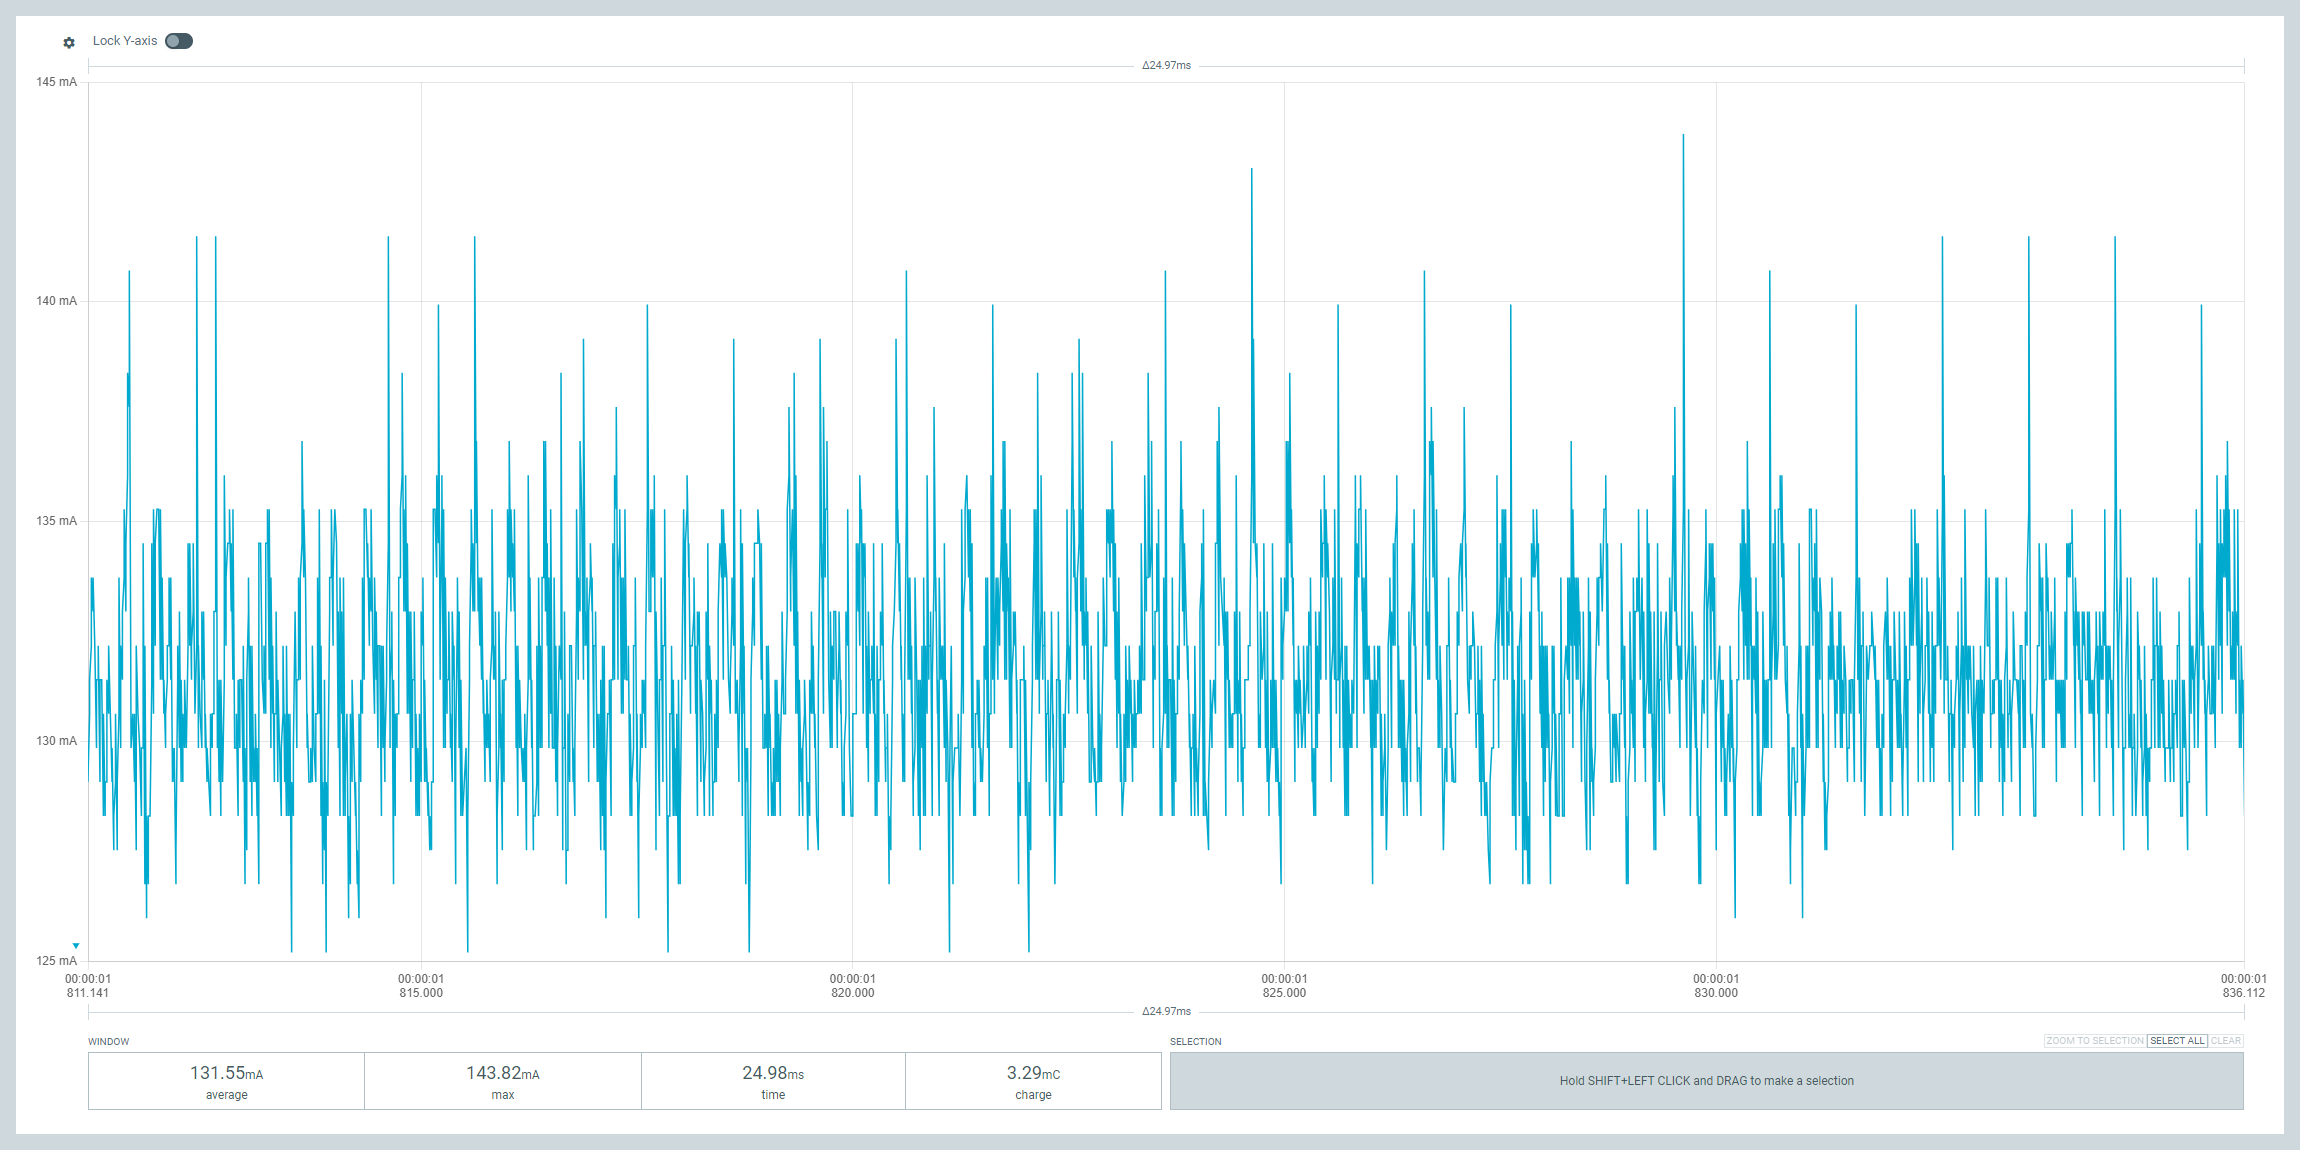 Lock Y-axis
Δ24.97ms
145 mA
140 mA
135 mA
130 mA
125 mA
00:00:01 00:00:01 00:00:01 00:00:01 00:00:01 00:00:01
811.141 815.000 820.000 825.000 830.000 836.112
Δ24.97ms
WINDOW
131.55mA 143.82mA 24.98ms 3.29mC
average max time charge
SELECTION
ZOOM TO SELECTION SELECT ALL CLEAR
Hold SHIFT+LEFT CLICK and DRAG to make a selection